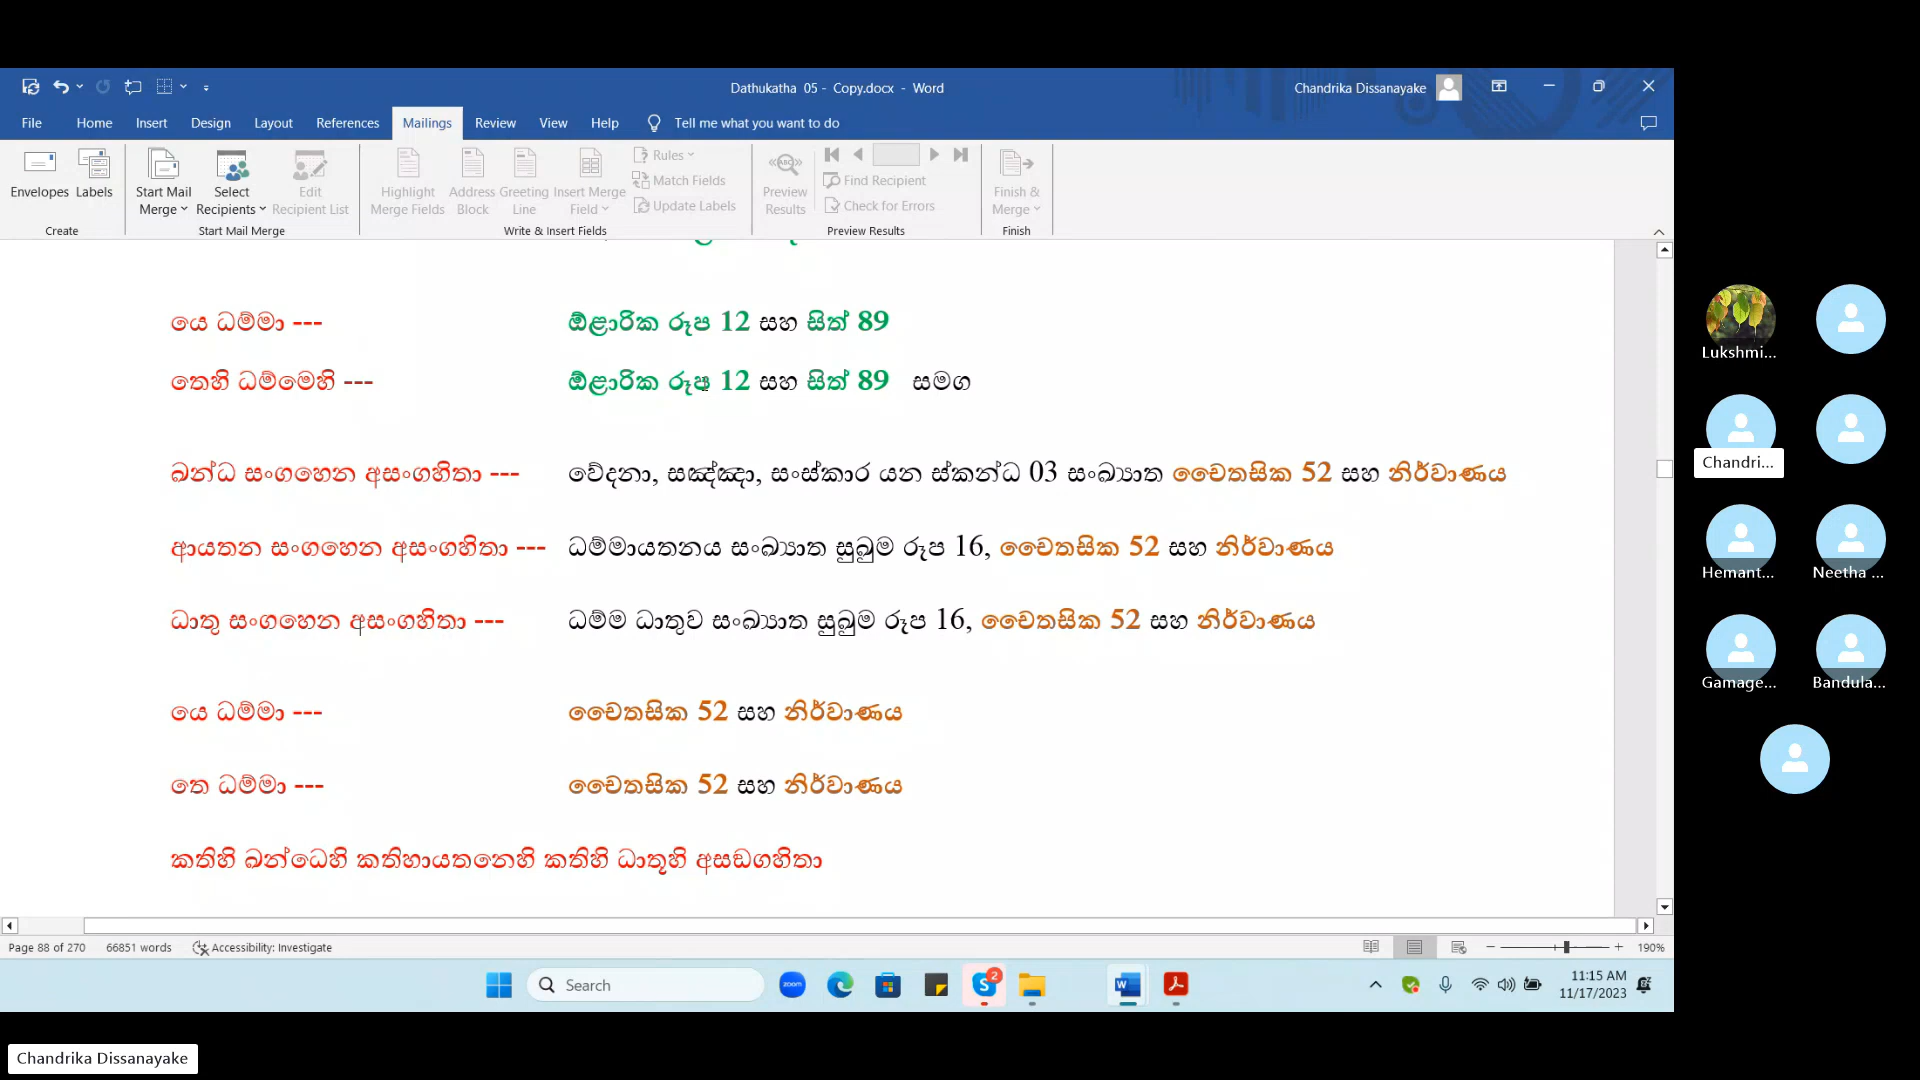 Dathukatha 05 - Copy.docx - Word
Chandrika Dissanayake
File Home Insert Design Layout References Mailings Review View Help Tell me what you want to do
Envelopes Labels
Create
Start Mail Merge Select Recipients Edit Recipient List
Start Mail Merge
Highlight Merge Fields Address Block Greeting Line Insert Merge Field
Rules
Match Fields
Update Labels
Write & Insert Fields
Preview Results
Find Recipient
Check for Errors
Preview Results
Finish & Merge
Finish
යෙ ධම්මා --- ඕළාරික රූප 12 සහ සිත් 89
තෙහි ධම්මෙහි --- ඕළාරික රූප 12 සහ සිත් 89 සමග
ඛන්ධ සංගහෙන අසංගහිතා --- වේදනා, සඤ්ඤා, සංස්කාර යන ස්කන්ධ 03 සංඛ්‍යාත චෛතසික 52 සහ නිර්වාණය
ආයතන සංගහෙන අසංගහිතා --- ධම්මායතනය සංඛ්‍යාත සුඛුම රූප 16, චෛතසික 52 සහ නිර්වාණය
ධාතු සංගහෙන අසංගහිතා --- ධම්ම ධාතුව සංඛ්‍යාත සුඛුම රූප 16, චෛතසික 52 සහ නිර්වාණය
යෙ ධම්මා --- චෛතසික 52 සහ නිර්වාණය
තෙ ධම්මා --- චෛතසික 52 සහ නිර්වාණය
කතිහි ඛන්ධෙහි කතිහායතනෙහි කතිහි ධාතූහි අසඞගහිතා
Page 88 of 270 66851 words Accessibility: Investigate 190%
Search
zoom
2
11:15 AM
11/17/2023
Lukshmi...
Chandri...
Hemant... Neetha ...
Gamage... Bandula...
Chandrika Dissanayake